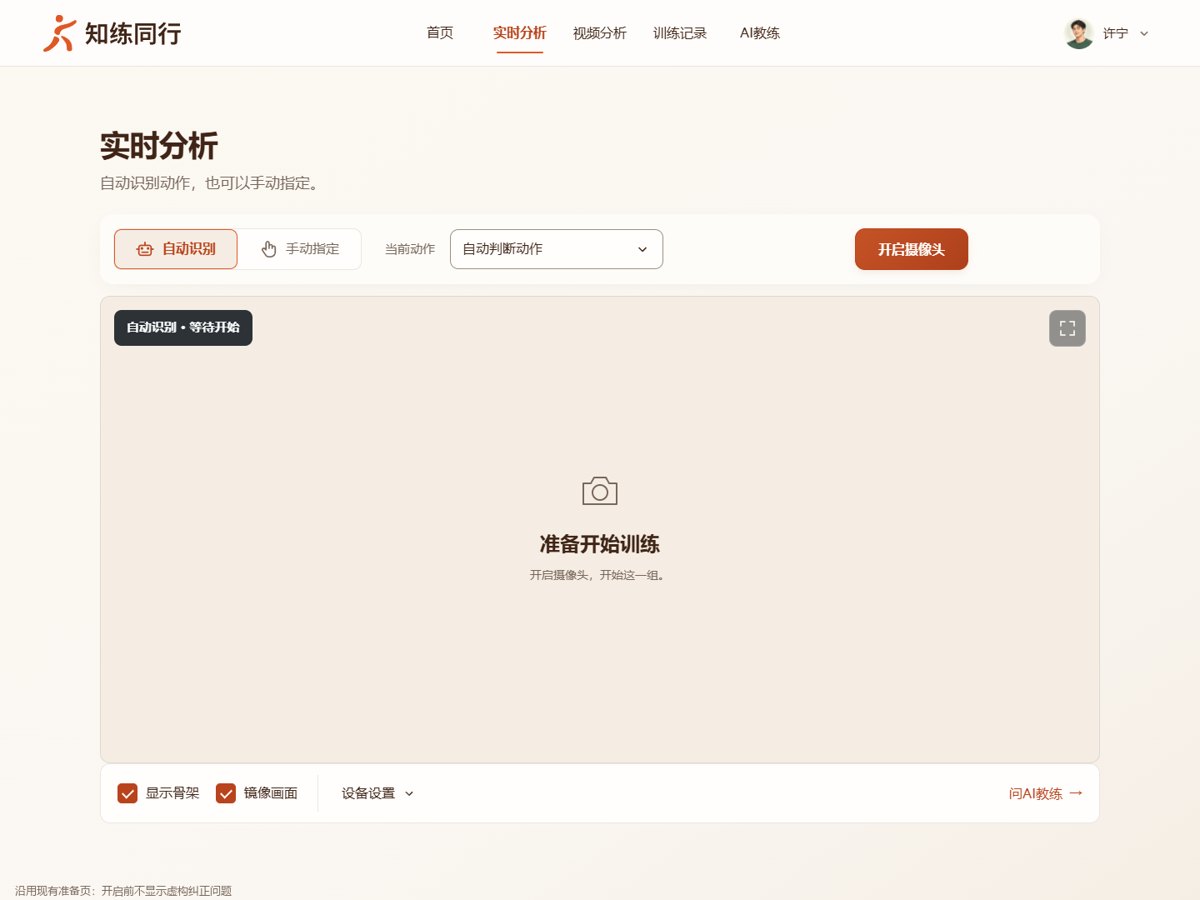 知练同行
首页 实时分析 视频分析 训练记录 AI教练 许宁
实时分析
自动识别动作，也可以手动指定。
自动识别 手动指定 当前动作 自动判断动作 开启摄像头
自动识别·等待开始
准备开始训练
开启摄像头，开始这一组。
显示骨架 镜像画面 设备设置 问AI教练 →
沿用现有准备页：开启前不显示虚构纠正问题